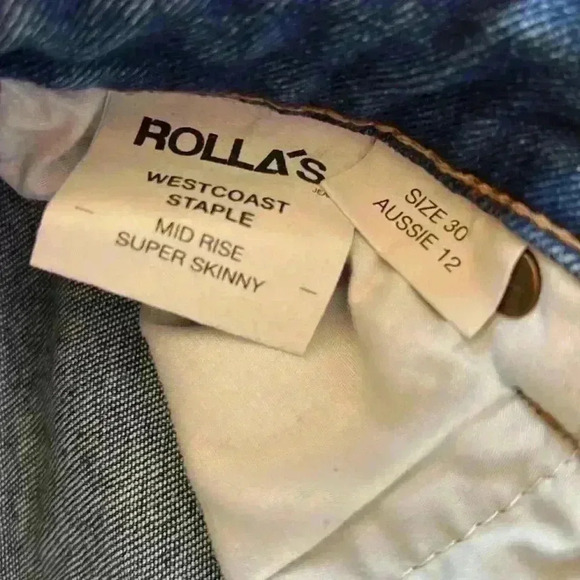 ROLLA'S
WESTCOAST
STAPLE
MID RISE
SUPER SKINNY
SIZE 30
AUSSIE 12